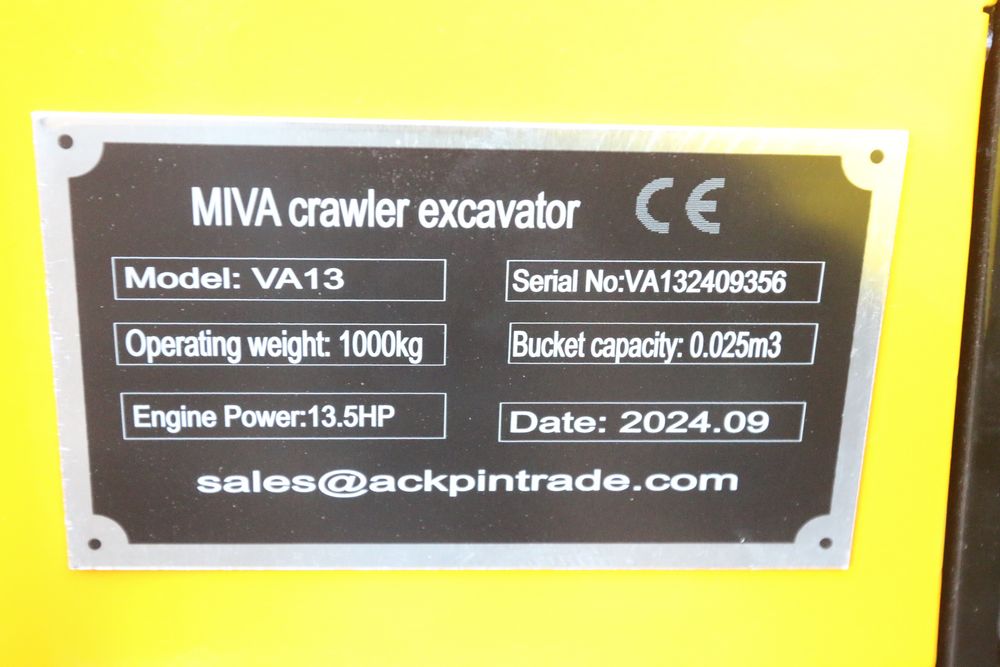 MIVA crawler excavator CE
Model: VA13
Serial No:VA132409356
Operating weight: 1000kg
Bucket capacity: 0.025m3
Engine Power:13.5HP
Date: 2024.09
sales@ackpintrade.com